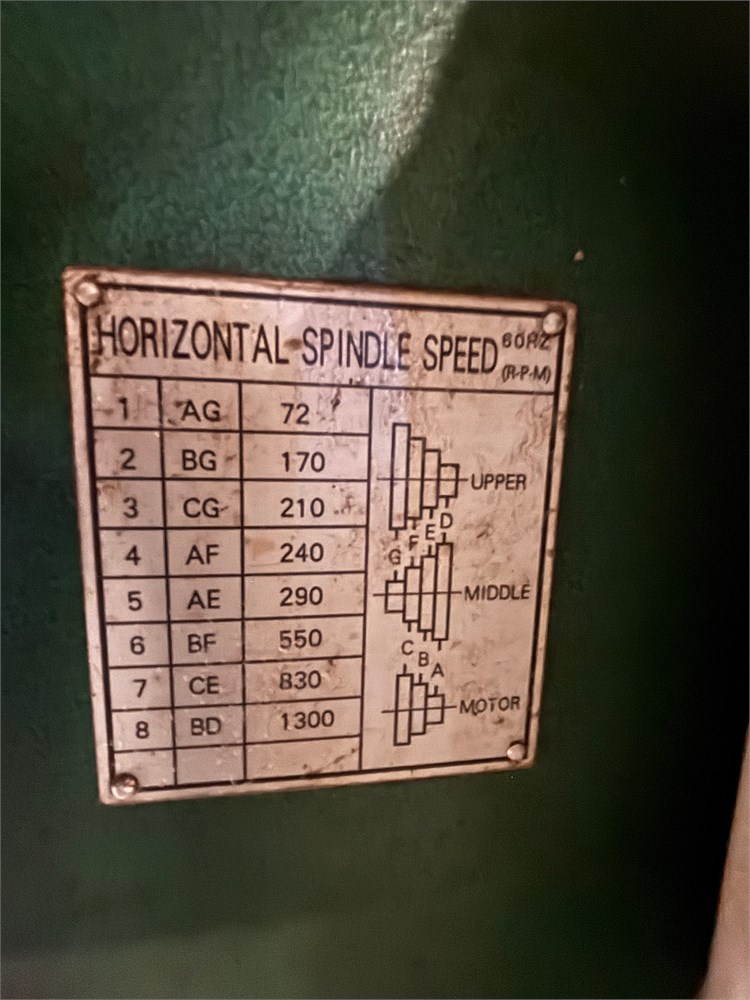 HORIZONTAL SPINDLE SPEED 60HZ
(R·P·M)
1 AG 72
2 BG 170
3 CG 210
4 AF 240
5 AE 290
6 BF 550
7 CE 830
8 BD 1300
UPPER
G F E D
MIDDLE
C B A
MOTOR